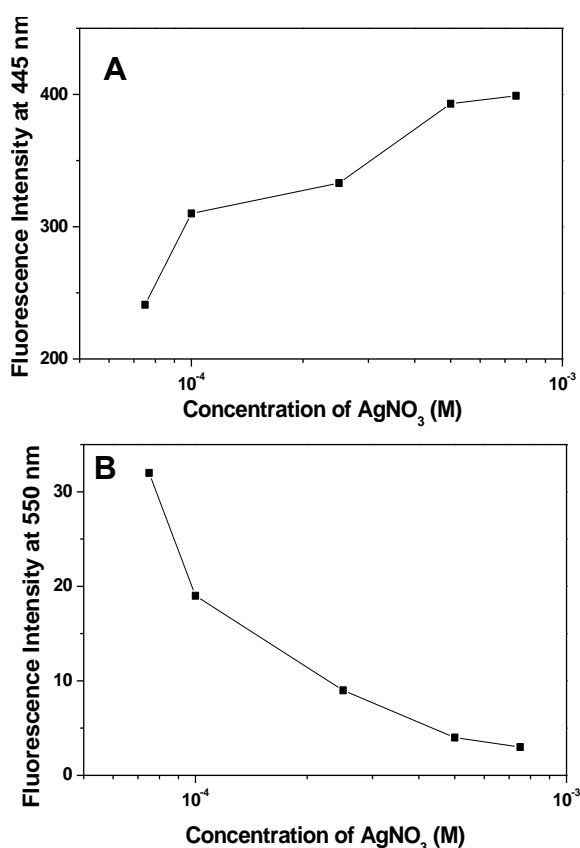 A
Fluorescence Intensity at 445 nm
400
300
200
10⁻⁴
10⁻³
Concentration of AgNO₃ (M)
B
Fluorescence Intensity at 550 nm
30
20
10
0
10⁻⁴
10⁻³
Concentration of AgNO₃ (M)